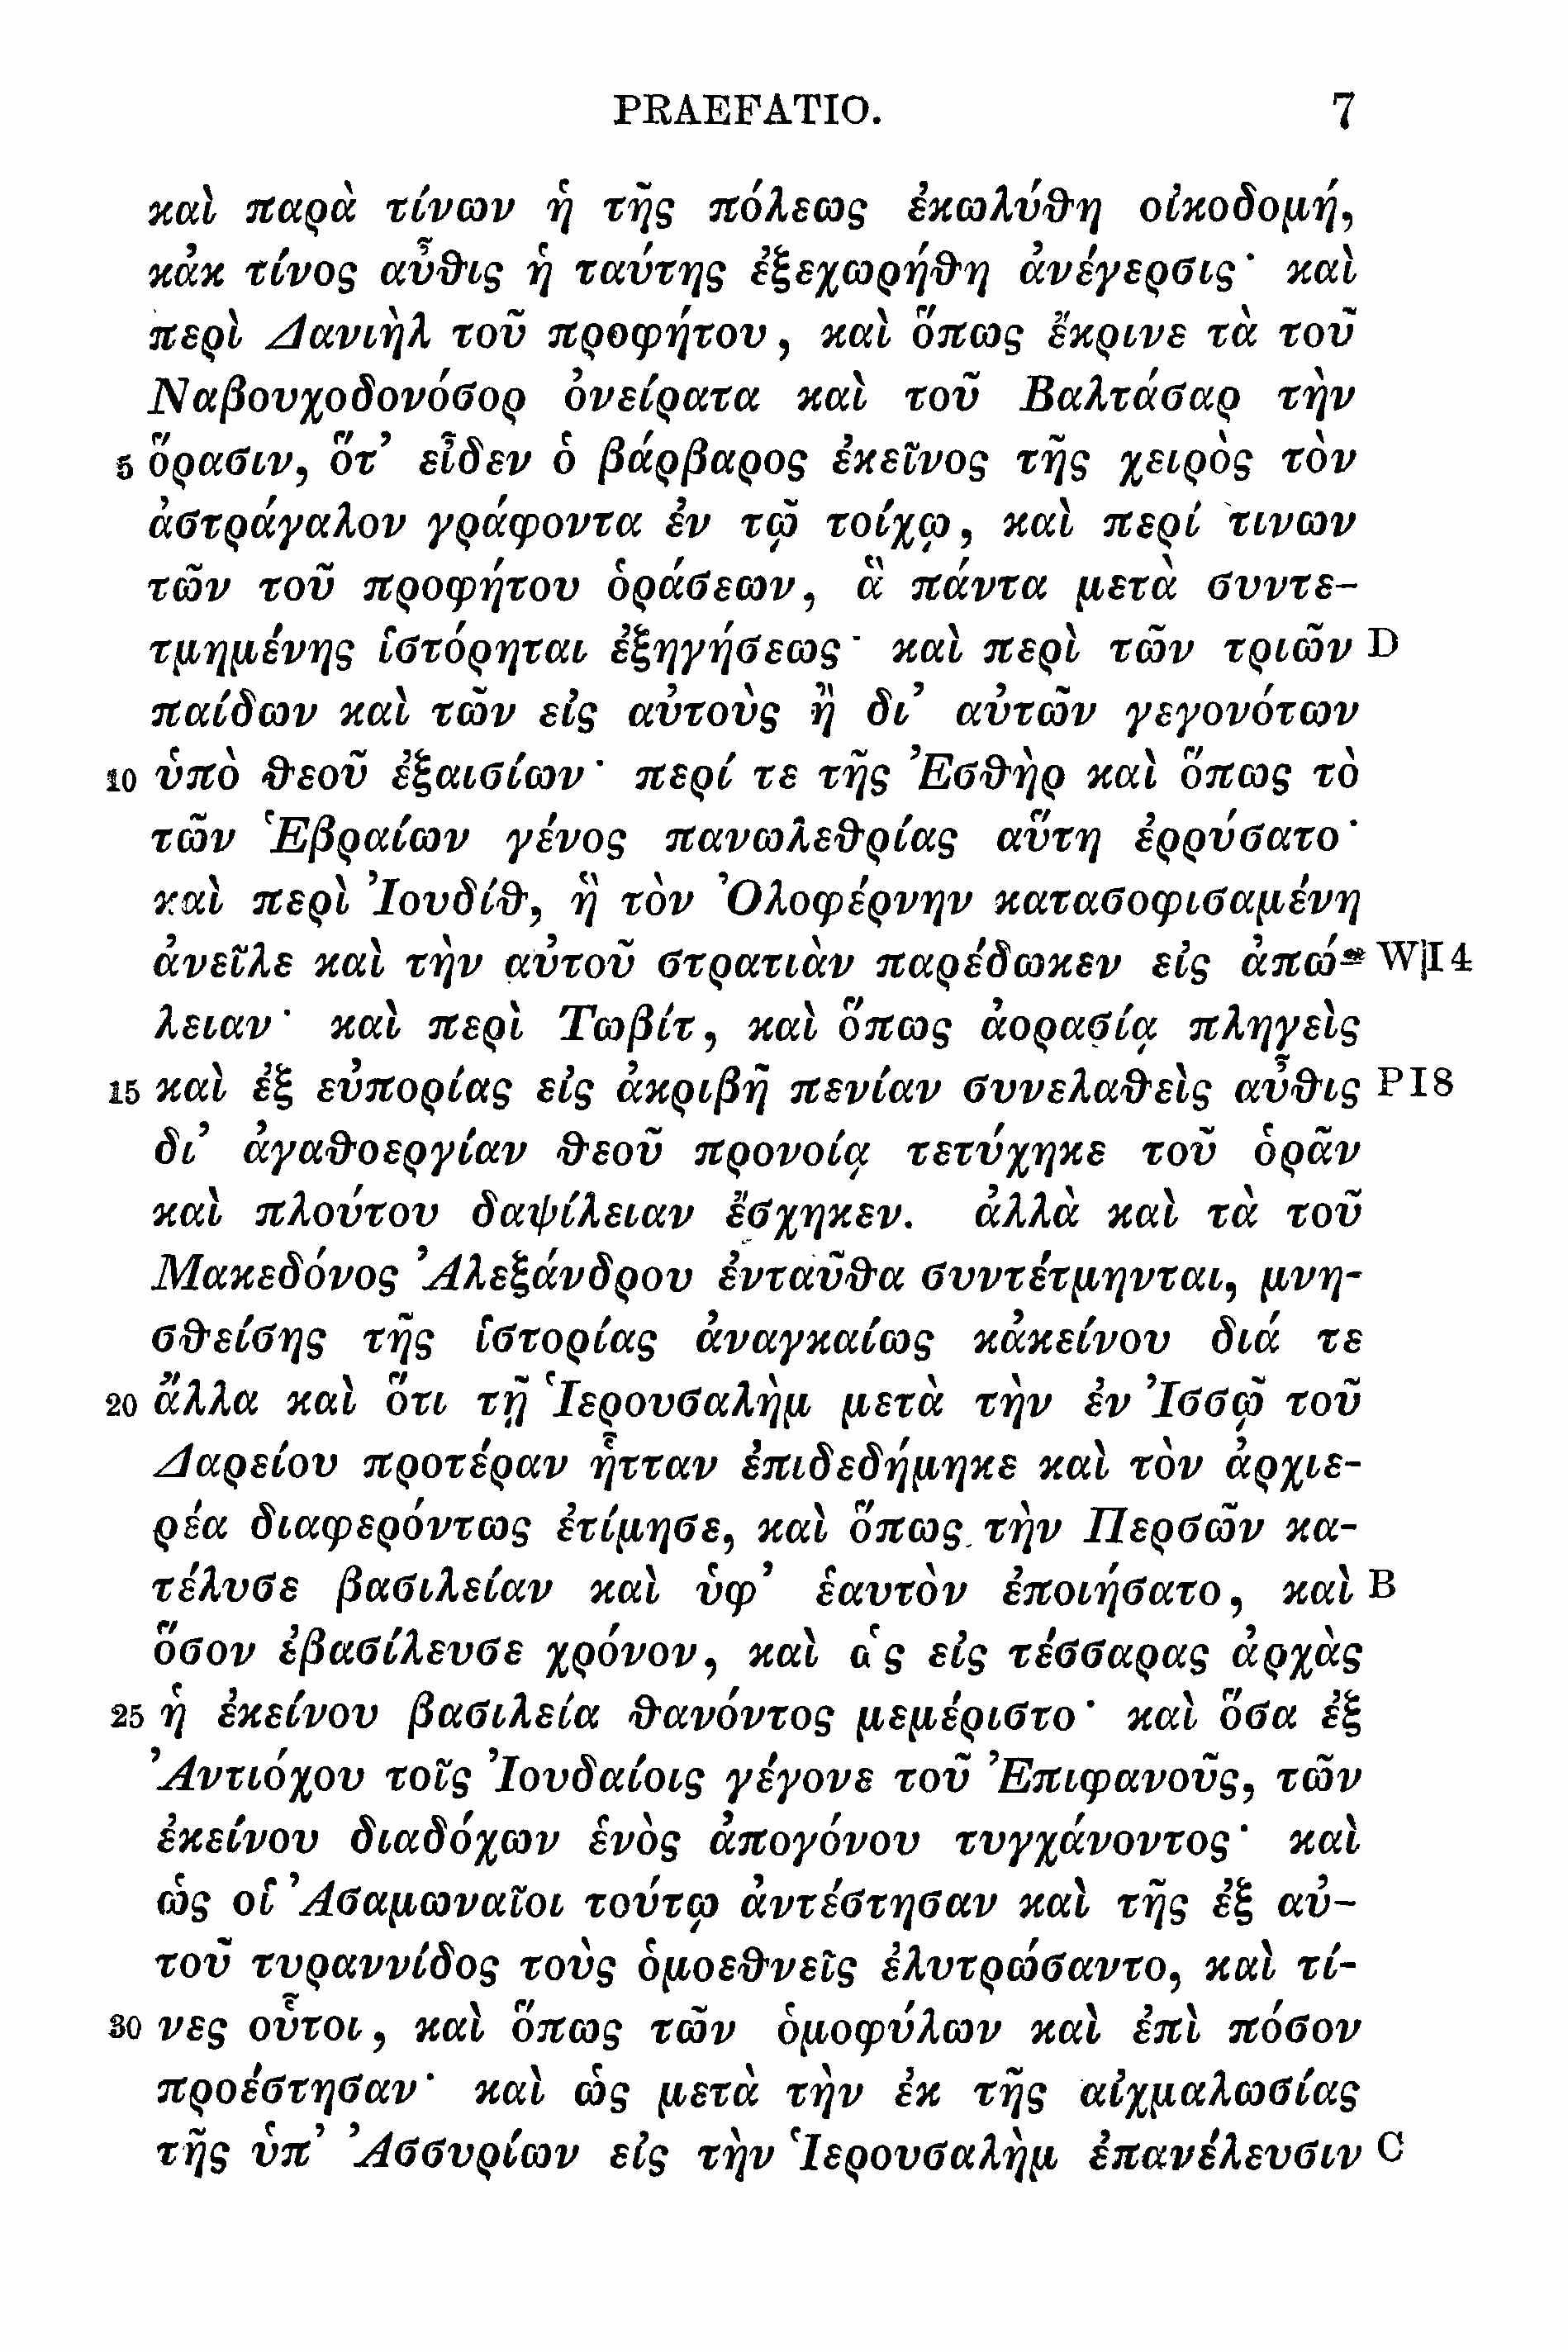 PRAEFATIO. 7
καὶ παρὰ τίνων ἡ τῆς πόλεως ἐκωλύθη οἰκοδομή,
κἀκ τίνος αὖθις ἡ ταύτης ἐξεχωρήθη ἀνέγερσις· καὶ
περὶ Δανιὴλ τοῦ προφήτου, καὶ ὅπως ἔκρινε τὰ τοῦ
Ναβουχοδονόσορ ὀνείρατα καὶ τοῦ Βαλτάσαρ τὴν
5 ὅρασιν, ὅτ’ εἶδεν ὁ βάρβαρος ἐκεῖνος τῆς χειρὸς τὸν
ἀστράγαλον γράφοντα ἐν τῷ τοίχῳ, καὶ περί τινων
τῶν τοῦ προφήτου ὁράσεων, ἃ πάντα μετὰ συντε-
τμημένης ἱστόρηται ἐξηγήσεως· καὶ περὶ τῶν τριῶν D
παίδων καὶ τῶν εἰς αὐτοὺς ἢ δι’ αὐτῶν γεγονότων
10 ὑπὸ θεοῦ ἐξαισίων· περί τε τῆς Ἐσθὴρ καὶ ὅπως τὸ
τῶν Ἑβραίων γένος πανωλεθρίας αὕτη ἐρρύσατο·
καὶ περὶ Ἰουδίθ, ἣ τὸν Ὀλοφέρνην κατασοφισαμένη
ἀνεῖλε καὶ τὴν αὐτοῦ στρατιὰν παρέδωκεν εἰς ἀπώ- W I 4
λειαν· καὶ περὶ Τωβίτ, καὶ ὅπως ἀορασίᾳ πληγεὶς
15 καὶ ἐξ εὐπορίας εἰς ἀκριβῆ πενίαν συνελαθεὶς αὖθις P I 8
δι’ ἀγαθοεργίαν θεοῦ προνοίᾳ τετύχηκε τοῦ ὁρᾶν
καὶ πλούτου δαψίλειαν ἔσχηκεν. ἀλλὰ καὶ τὰ τοῦ
Μακεδόνος Ἀλεξάνδρου ἐνταῦθα συντέτμηνται, μνη-
σθείσης τῆς ἱστορίας ἀναγκαίως κἀκείνου διά τε
20 ἄλλα καὶ ὅτι τῇ Ἱερουσαλὴμ μετὰ τὴν ἐν Ἰσσῷ τοῦ
Δαρείου προτέραν ἧτταν ἐπιδεδήμηκε καὶ τὸν ἀρχιε-
ρέα διαφερόντως ἐτίμησε, καὶ ὅπως τὴν Περσῶν κα-
τέλυσε βασιλείαν καὶ ὑφ’ ἑαυτὸν ἐποιήσατο, καὶ B
ὅσον ἐβασίλευσε χρόνον, καὶ ὡς εἰς τέσσαρας ἀρχὰς
25 ἡ ἐκείνου βασιλεία θανόντος μεμέριστο· καὶ ὅσα ἐξ
Ἀντιόχου τοῖς Ἰουδαίοις γέγονε τοῦ Ἐπιφανοῦς, τῶν
ἐκείνου διαδόχων ἑνὸς ἀπογόνου τυγχάνοντος· καὶ
ὡς οἱ Ἀσαμωναῖοι τούτῳ ἀντέστησαν καὶ τῆς ἐξ αὐ-
τοῦ τυραννίδος τοὺς ὁμοεθνεῖς ἐλυτρώσαντο, καὶ τί-
30 νες οὗτοι, καὶ ὅπως τῶν ὁμοφύλων καὶ ἐπὶ πόσον
προέστησαν· καὶ ὡς μετὰ τὴν ἐκ τῆς αἰχμαλωσίας
τῆς ὑπ’ Ἀσσυρίων εἰς τὴν Ἱερουσαλὴμ ἐπανέλευσιν C